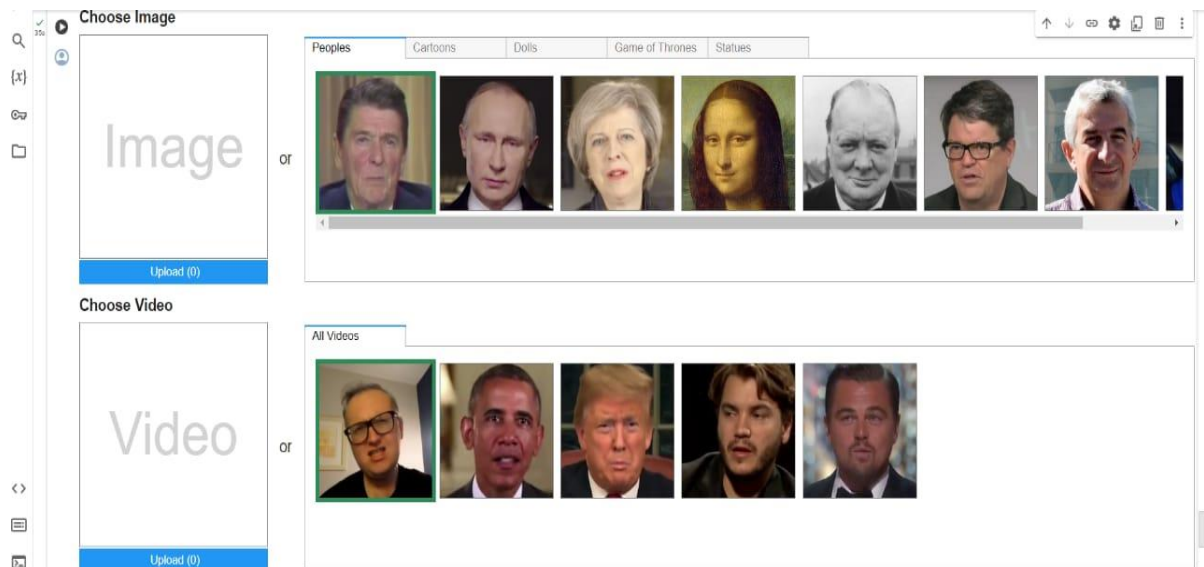 35s
Choose Image
{x}
Image
or
Peoples
Cartoons
Dolls
Game of Thrones
Statues
Upload (0)
Choose Video
Video
or
All Videos
Upload (0)